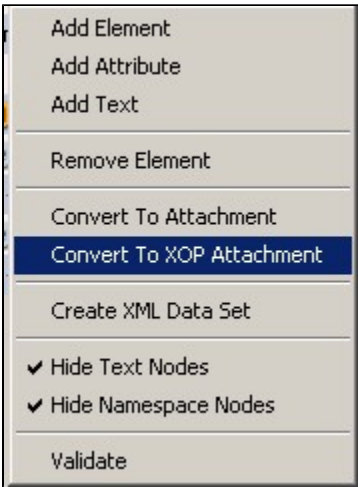 Add Element
Add Attribute
Add Text
Remove Element
Convert To Attachment
Convert To XOP Attachment
Create XML Data Set
Hide Text Nodes
Hide Namespace Nodes
Validate